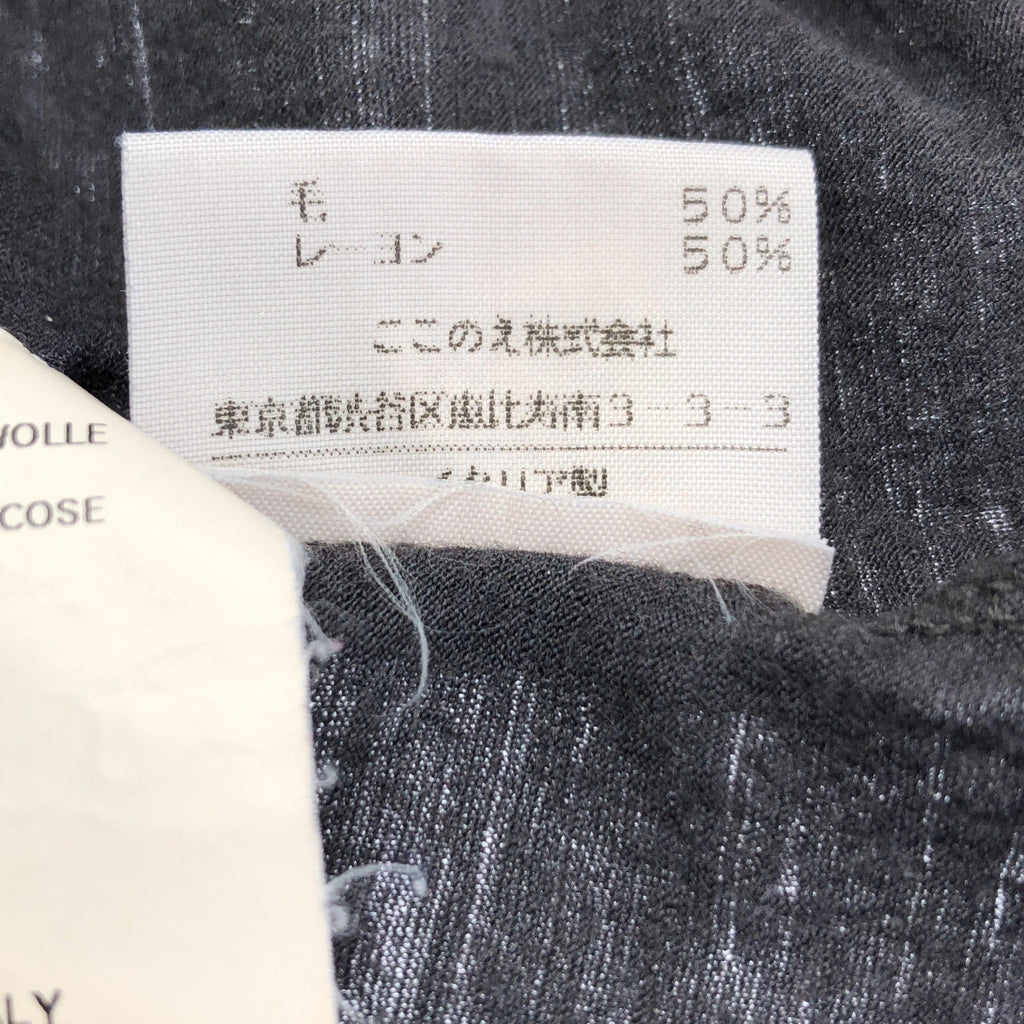 毛 50%
レーヨン 50%
ここのえ株式会社
東京都渋谷区恵比寿南3-3-3
イタリア製
WOLLE
COSE
ALY